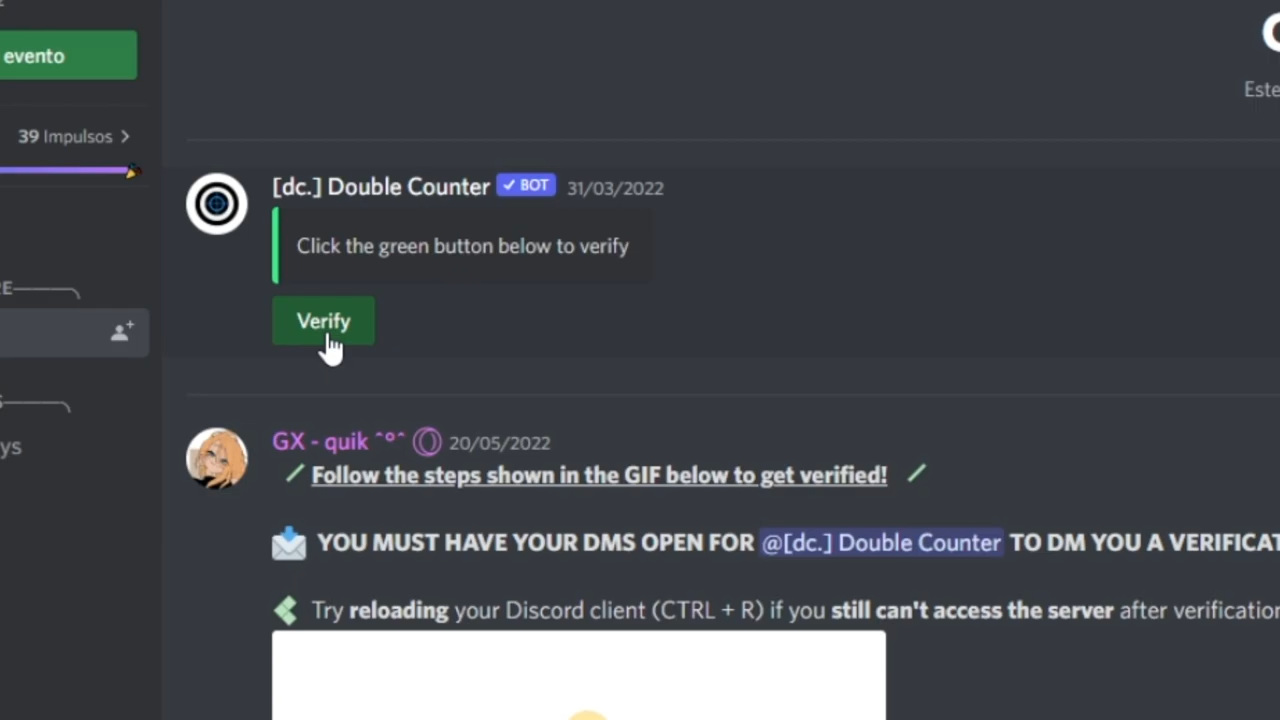 evento
Este
39 Impulsos
[dc.] Double Counter ✓ BOT 31/03/2022
Click the green button below to verify
Verify
GX - quik ^°^ 20/05/2022
Follow the steps shown in the GIF below to get verified!
ys
YOU MUST HAVE YOUR DMS OPEN FOR @[dc.] Double Counter TO DM YOU A VERIFICAT
Try reloading your Discord client (CTRL + R) if you still can't access the server after verification